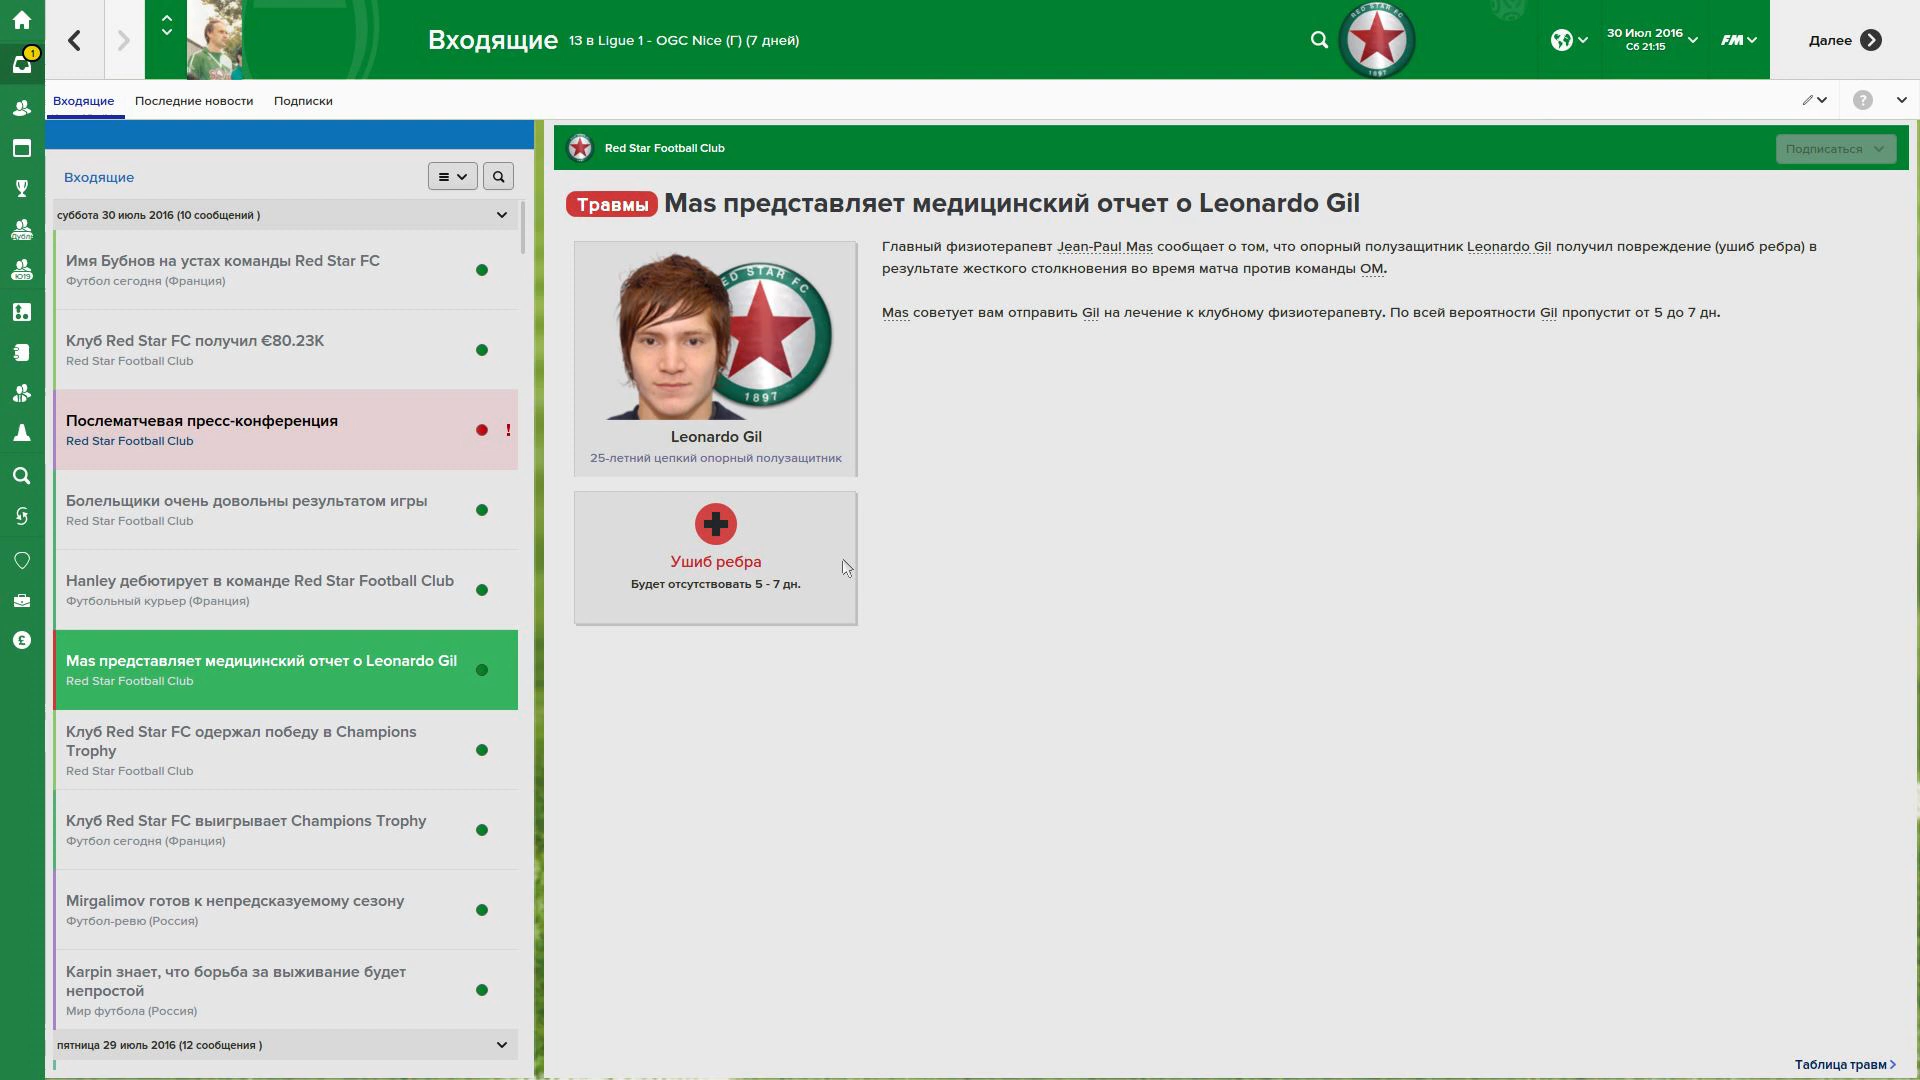 1
Входящие
13 в Ligue 1 - OGC Nice (Г) (7 дней)
RED STAR FC
1897
30 Июл 2016
Сб 21:15
FM
Далее
Входящие
Последние новости
Подписки
?
Red Star Football Club
Подписаться
Входящие
суббота 30 июль 2016 (10 сообщений )
Имя Бубнов на устах команды Red Star FC
Футбол сегодня (Франция)
Клуб Red Star FC получил €80.23K
Red Star Football Club
Послематчевая пресс-конференция
Red Star Football Club
!
Болельщики очень довольны результатом игры
Red Star Football Club
Hanley дебютирует в команде Red Star Football Club
Футбольный курьер (Франция)
Mas представляет медицинский отчет о Leonardo Gil
Red Star Football Club
Клуб Red Star FC одержал победу в Champions
Trophy
Red Star Football Club
Клуб Red Star FC выигрывает Champions Trophy
Футбол сегодня (Франция)
Mirgalimov готов к непредсказуемому сезону
Футбол-ревю (Россия)
Karpin знает, что борьба за выживание будет
непростой
Мир футбола (Россия)
пятница 29 июль 2016 (12 сообщения )
Травмы Mas представляет медицинский отчет о Leonardo Gil
RED STAR FC
1897
Leonardo Gil
25-летний цепкий опорный полузащитник
Ушиб ребра
Будет отсутствовать 5 - 7 дн.
Главный физиотерапевт Jean-Paul Mas сообщает о том, что опорный полузащитник Leonardo Gil получил повреждение (ушиб ребра) в
результате жесткого столкновения во время матча против команды OM.
Mas советует вам отправить Gil на лечение к клубному физиотерапевту. По всей вероятности Gil пропустит от 5 до 7 дн.
Таблица травм